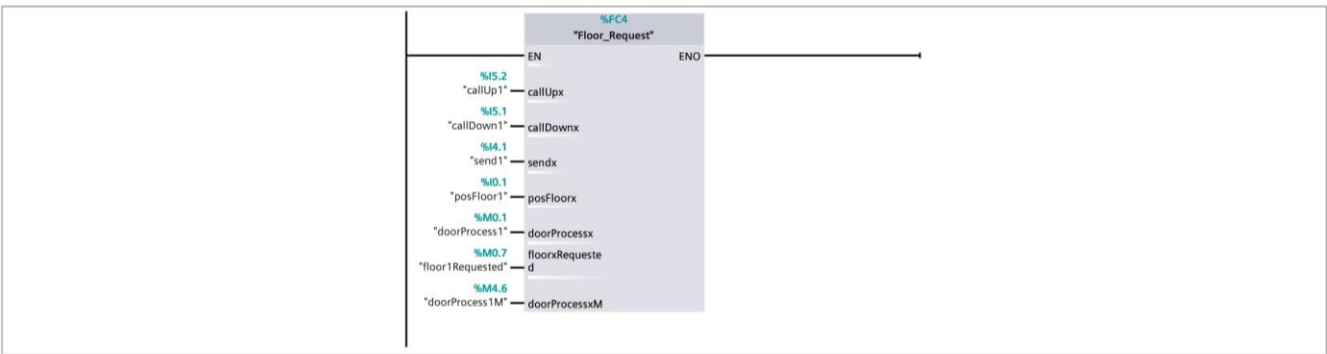 %FC4
"Floor_Request"
EN ENO
%I5.2
"callUp1" callUpx
%I5.1
"callDown1" callDownx
%I4.1
"send1" sendx
%I0.1
"posFloor1" posFloorx
%M0.1
"doorProcess1" doorProcessx
%M0.7 floorxRequeste
"floor1Requested" d
%M4.6
"doorProcess1M" doorProcessxM